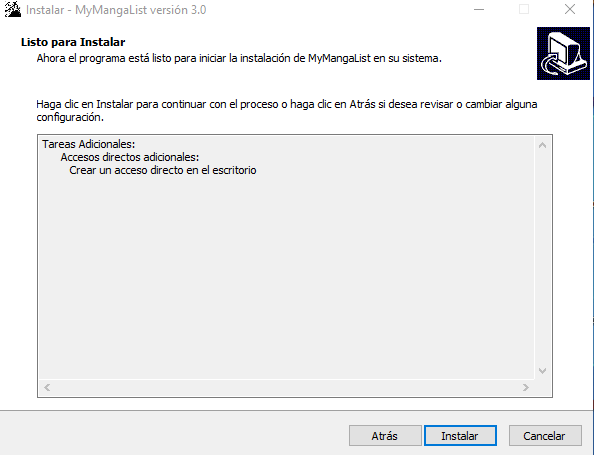 Instalar - MyMangaList versión 3.0
Listo para Instalar
Ahora el programa está listo para iniciar la instalación de MyMangaList en su sistema.
Haga clic en Instalar para continuar con el proceso o haga clic en Atrás si desea revisar o cambiar alguna
configuración.
Tareas Adicionales:
Accesos directos adicionales:
Crear un acceso directo en el escritorio
Atrás
Instalar
Cancelar